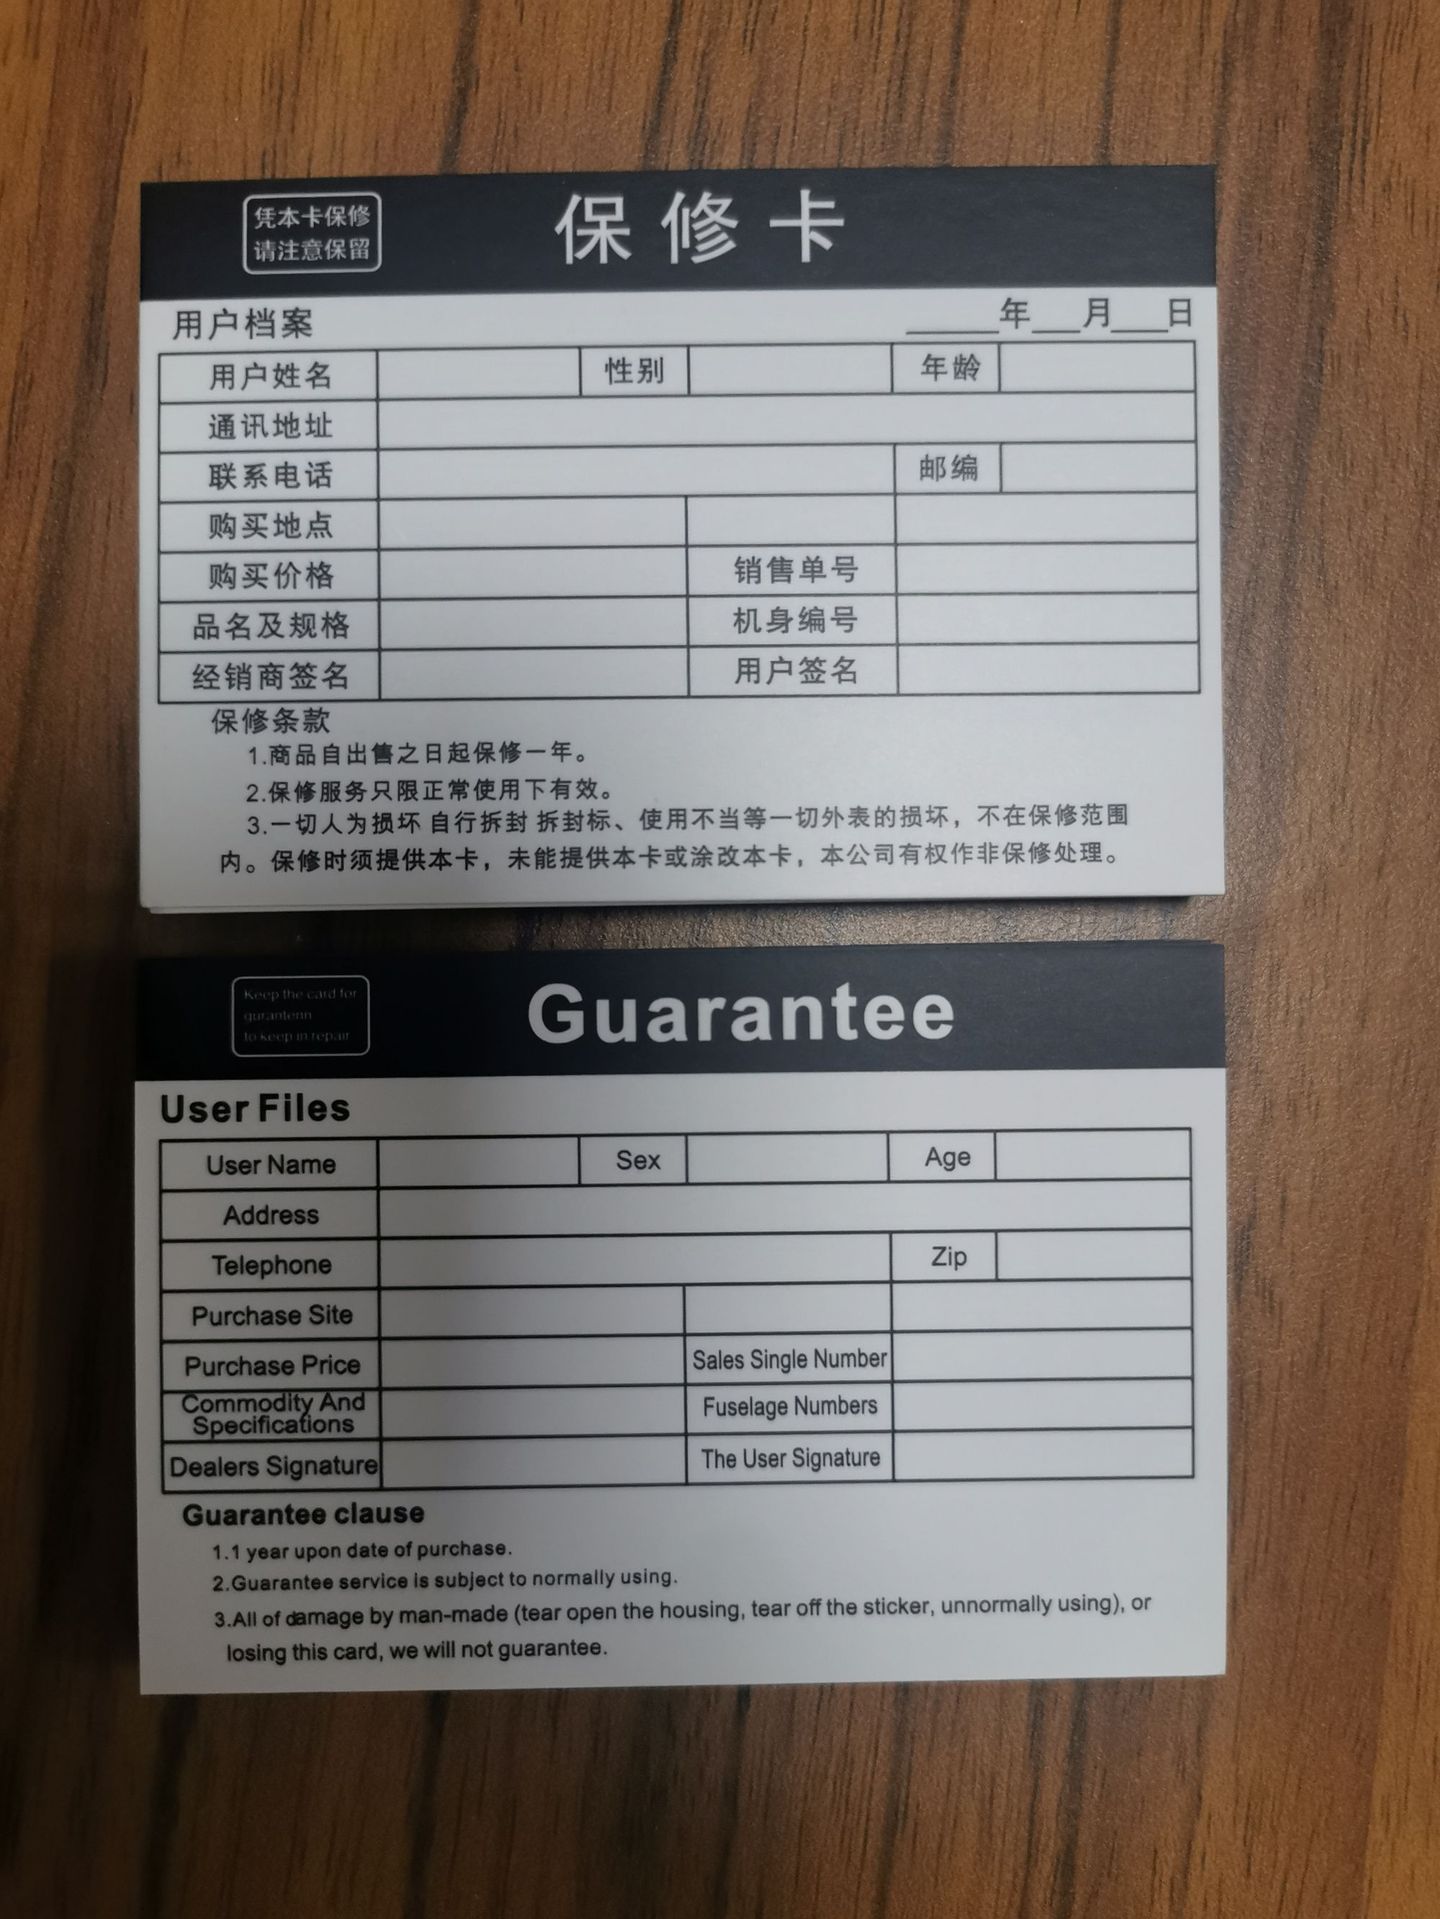 凭本卡保修
请注意保留
保修卡
用户档案
____年__月__日
用户姓名 性别 年龄
通讯地址
联系电话 邮编
购买地点
购买价格 销售单号
品名及规格 机身编号
经销商签名 用户签名
保修条款
1.商品自出售之日起保修一年。
2.保修服务只限正常使用下有效。
3.一切人为损坏 自行拆封 拆封标、使用不当等一切外表的损坏，不在保修范围
内。保修时须提供本卡，未能提供本卡或涂改本卡，本公司有权作非保修处理。
Keep the card for
gurantenn
to keep in repair
Guarantee
User Files
User Name Sex Age
Address
Telephone Zip
Purchase Site
Purchase Price Sales Single Number
Commodity And
Specifications Fuselage Numbers
Dealers Signature The User Signature
Guarantee clause
1.1 year upon date of purchase.
2.Guarantee service is subject to normally using.
3.All of damage by man-made (tear open the housing, tear off the sticker, unnormally using), or
losing this card, we will not guarantee.